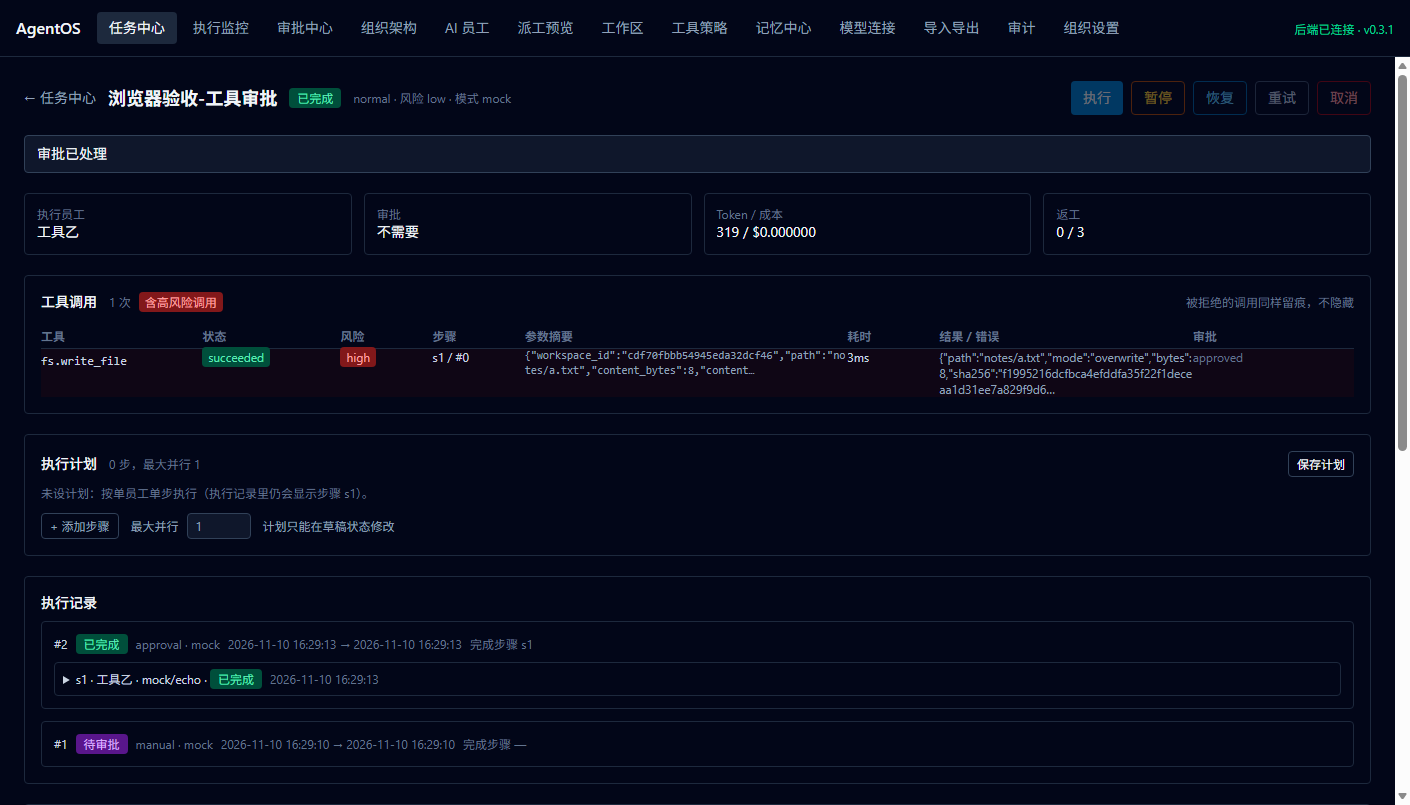 AgentOS 任务中心 执行监控 审批中心 组织架构 AI 员工 派工预览 工作区 工具策略 记忆中心 模型连接 导入导出 审计 组织设置 后端已连接 · v0.3.1
← 任务中心 浏览器验收-工具审批 已完成 normal · 风险 low · 模式 mock 执行 暂停 恢复 重试 取消
审批已处理
执行员工 审批 Token / 成本 返工
工具乙 不需要 319 / $0.000000 0 / 3
工具调用 1 次 含高风险调用 被拒绝的调用同样留痕，不隐藏
工具 状态 风险 步骤 参数摘要 耗时 结果 / 错误 审批
fs.write_file succeeded high s1 / #0 {"workspace_id":"cdf70fbbb54945eda32dcf46","path":"no 3ms {"path":"notes/a.txt","mode":"overwrite","bytes": approved
tes/a.txt","content_bytes":8,"content… 8,"sha256":"f1995216dcfbca4efddfa35f22f1dece
aa1d31ee7a829f9d6…
执行计划 0 步，最大并行 1 保存计划
未设计划：按单员工单步执行（执行记录里仍会显示步骤 s1）。
+ 添加步骤 最大并行 1 计划只能在草稿状态修改
执行记录
#2 已完成 approval · mock 2026-11-10 16:29:13 → 2026-11-10 16:29:13 完成步骤 s1
▶ s1 · 工具乙 · mock/echo · 已完成 2026-11-10 16:29:13
#1 待审批 manual · mock 2026-11-10 16:29:10 → 2026-11-10 16:29:10 完成步骤 —